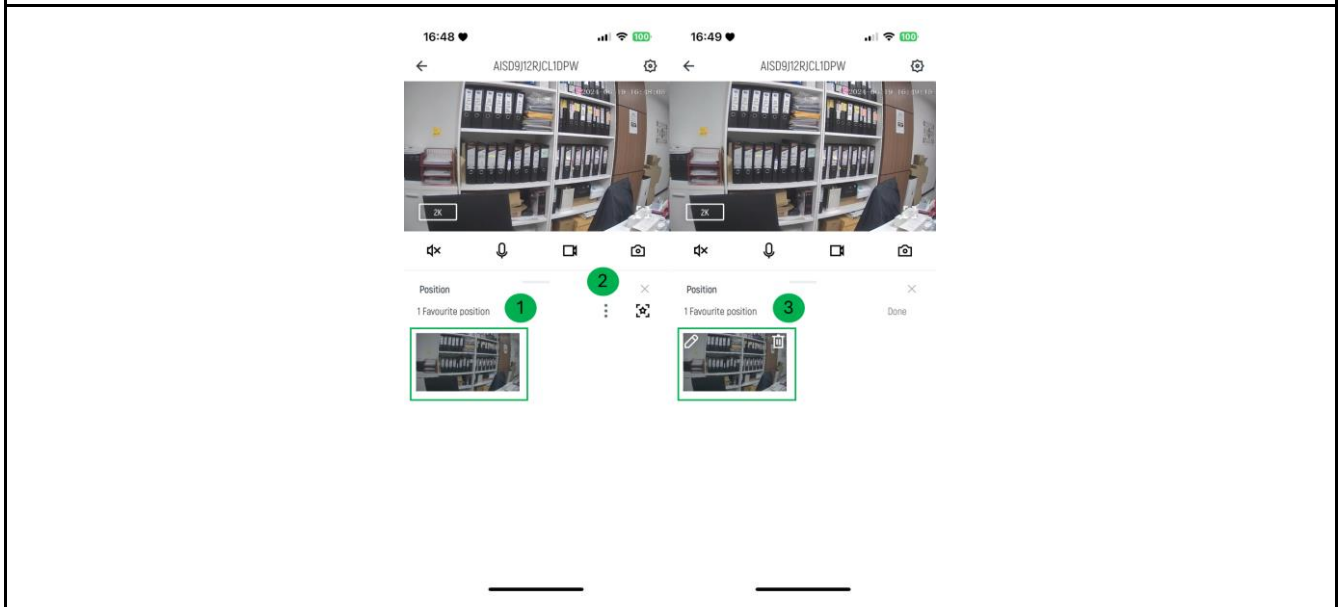 16:48
100
AISD9J12RJCL1DPW
2K
Position
1 Favourite position
1
2
16:49
100
AISD9J12RJCL1DPW
2K
Position
1 Favourite position
3
Done